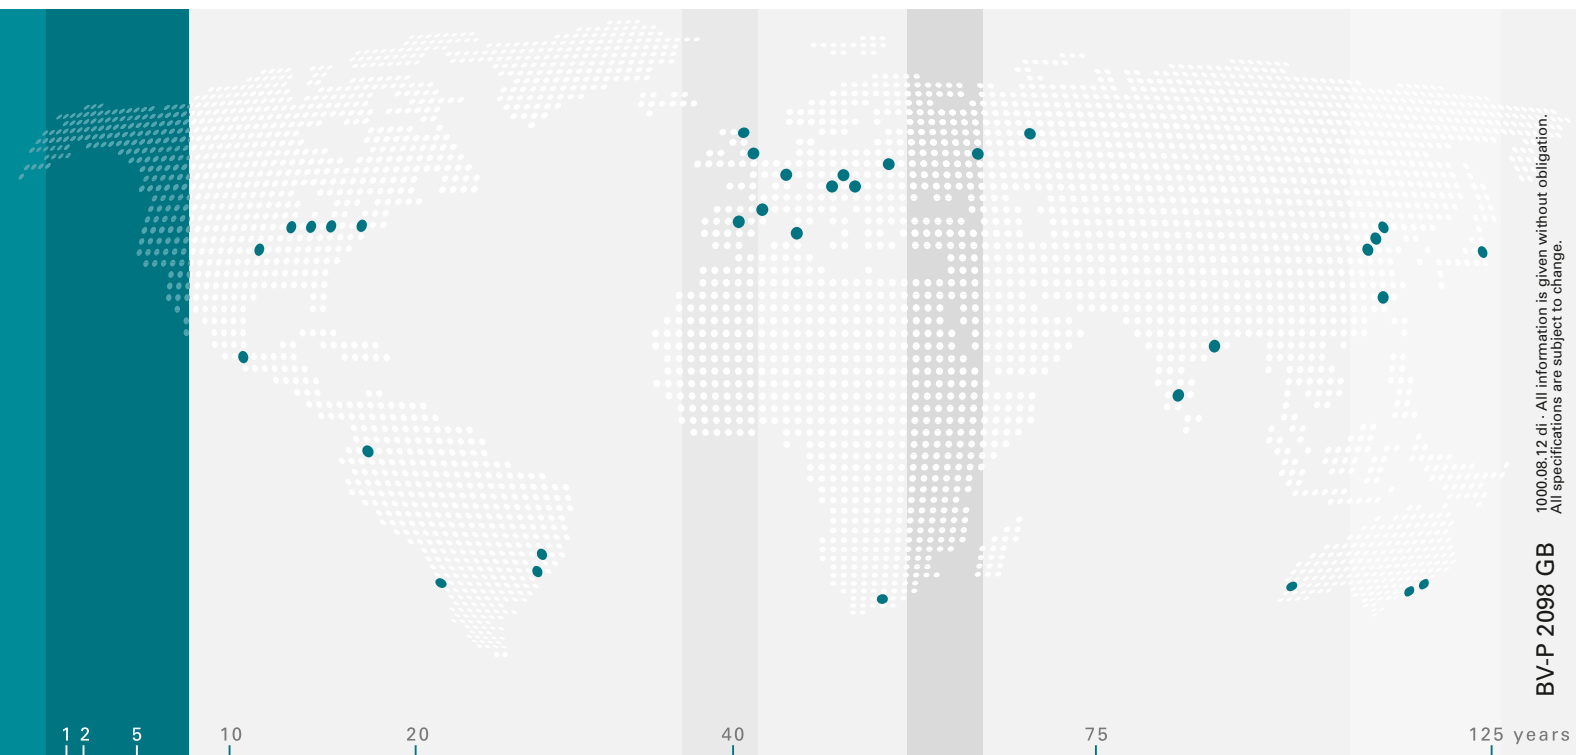 1000.08.12 di · All information is given without obligation.
All specifications are subject to change.
BV-P 2098 GB
1 2 5 10 20 40 75 125 years